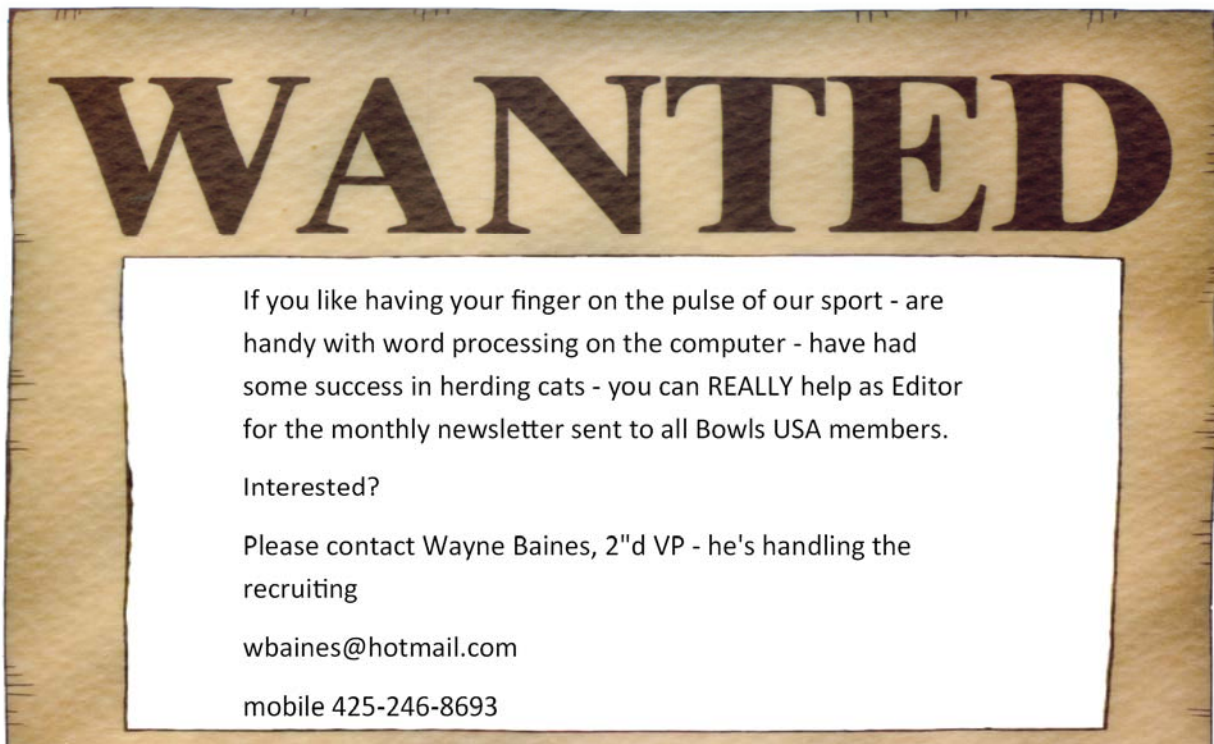 WANTED
If you like having your finger on the pulse of our sport - are
handy with word processing on the computer - have had
some success in herding cats - you can REALLY help as Editor
for the monthly newsletter sent to all Bowls USA members.
Interested?
Please contact Wayne Baines, 2"d VP - he's handling the
recruiting
wbaines@hotmail.com
mobile 425-246-8693